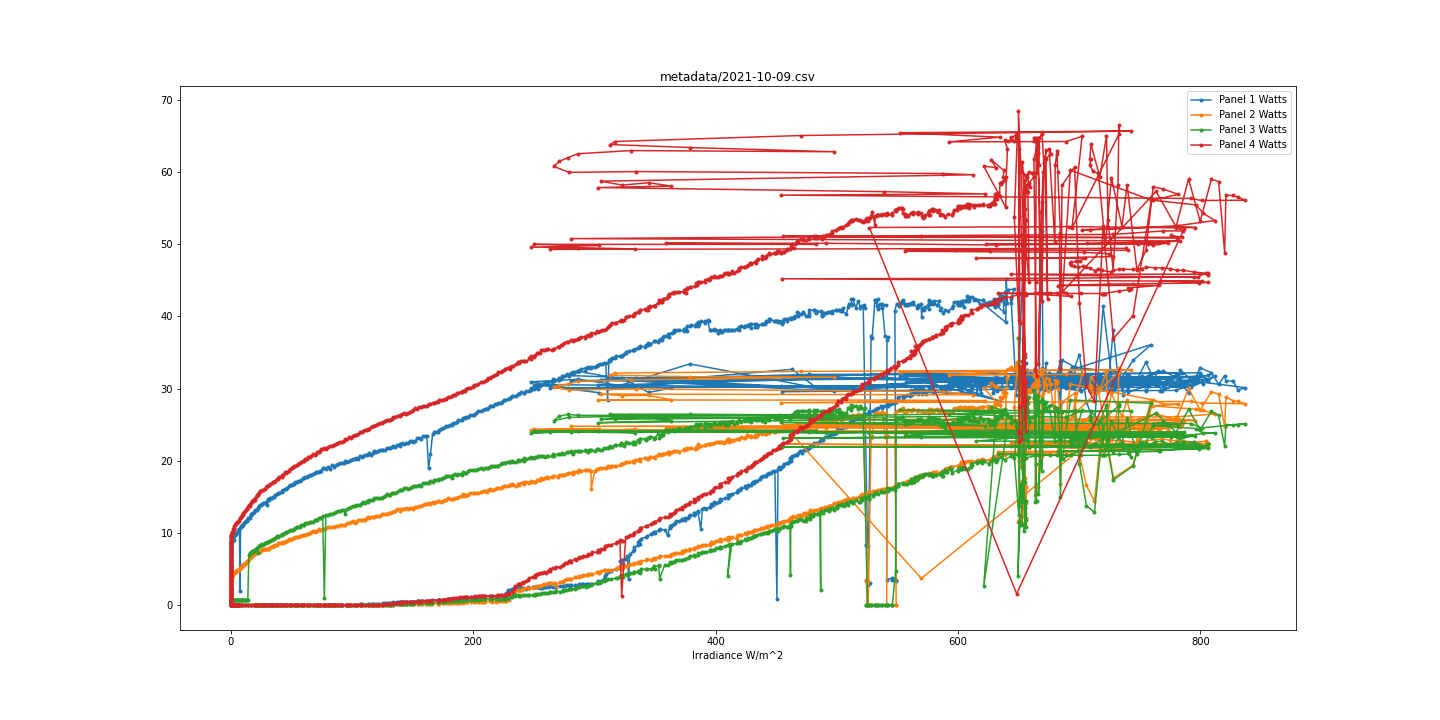 metadata/2021-10-09.csv
Panel 1 Watts
Panel 2 Watts
Panel 3 Watts
Panel 4 Watts
70
60
50
40
30
20
10
0
0 200 400 600 800
Irradiance W/m^2